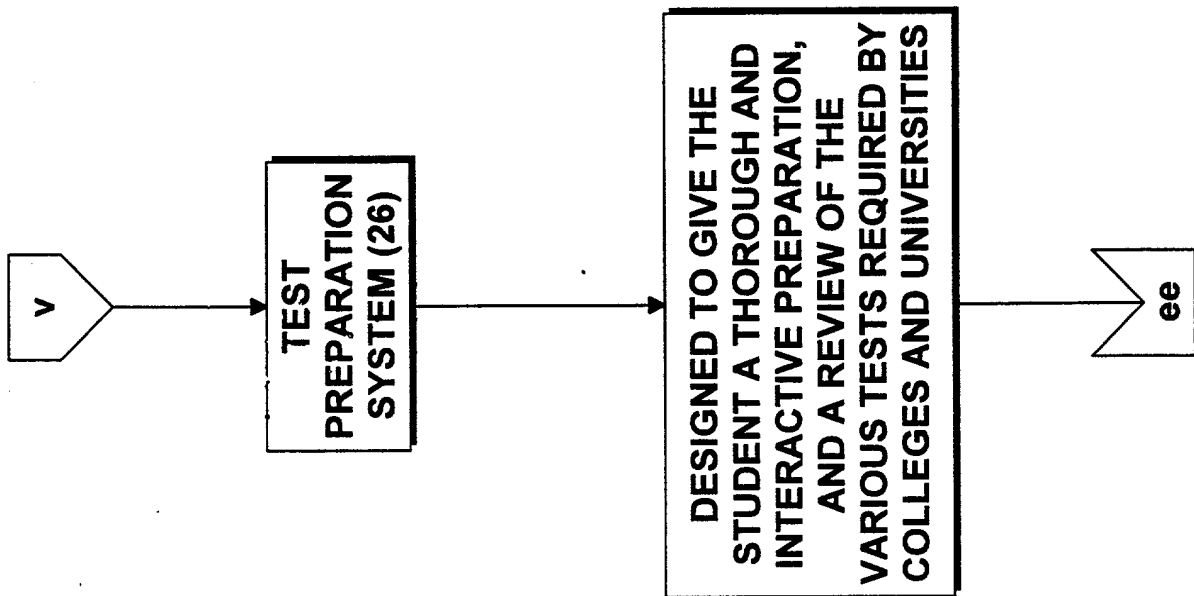 v
TEST
PREPARATION
SYSTEM (26)
DESIGNED TO GIVE THE
STUDENT A THOROUGH AND
INTERACTIVE PREPARATION,
AND A REVIEW OF THE
VARIOUS TESTS REQUIRED BY
COLLEGES AND UNIVERSITIES
ee